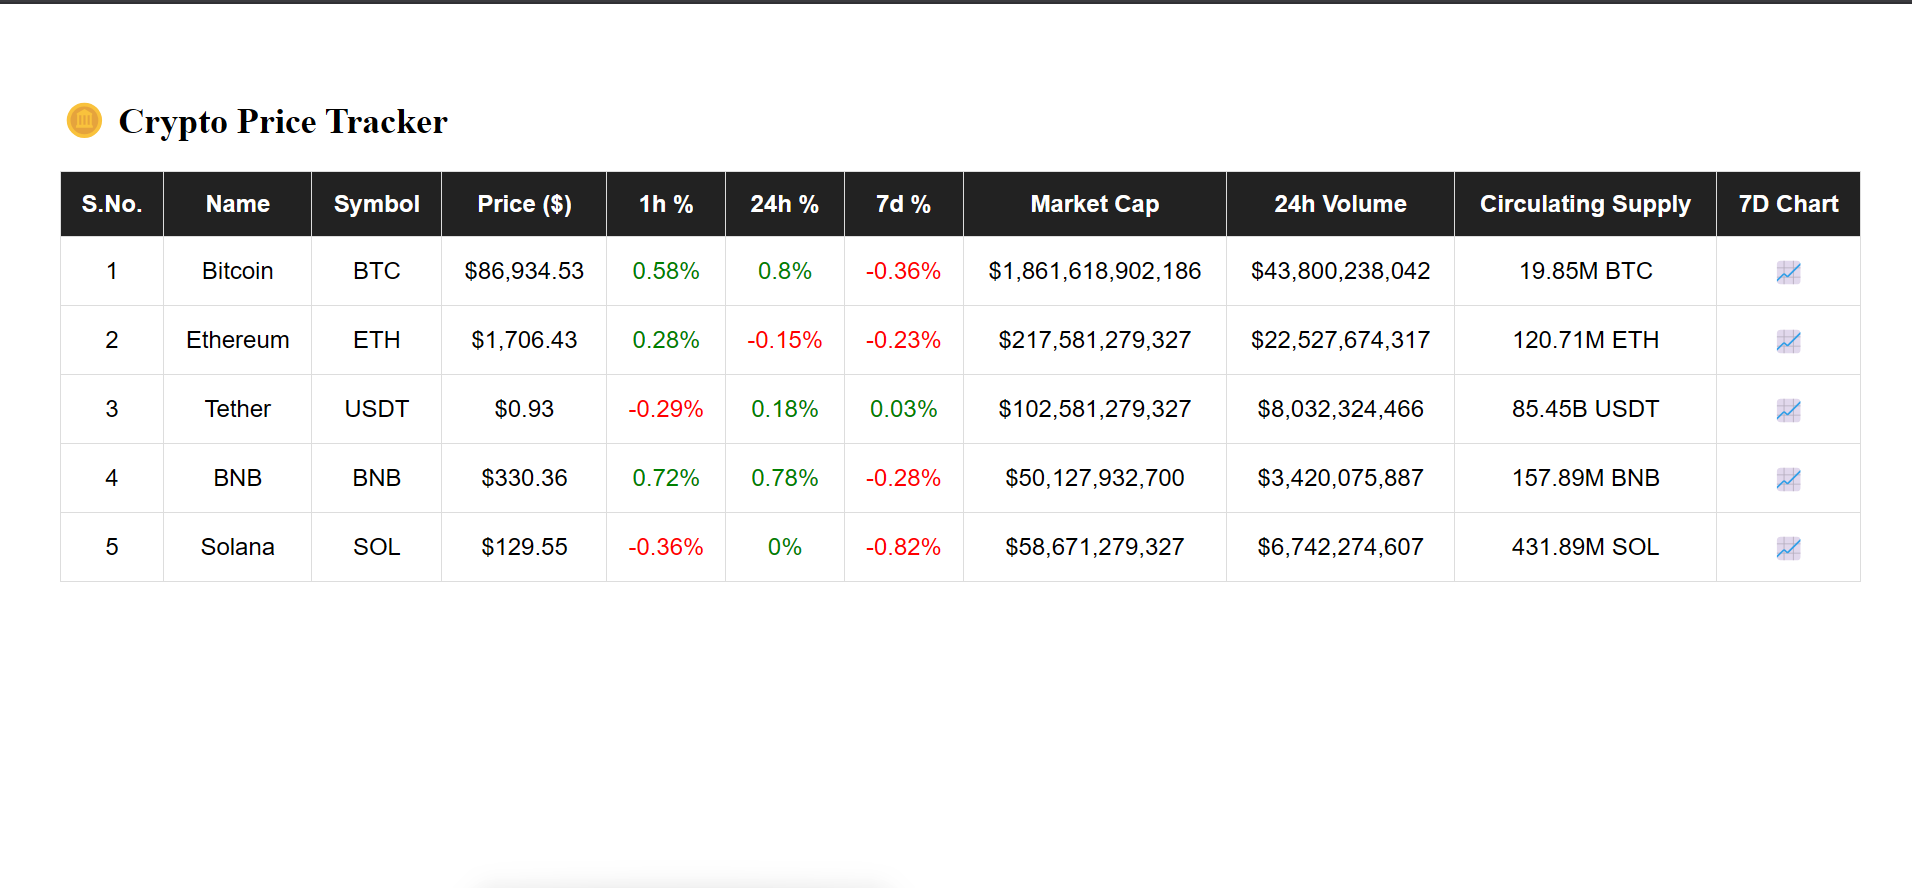 Crypto Price Tracker
S.No. Name Symbol Price ($) 1h % 24h % 7d % Market Cap 24h Volume Circulating Supply 7D Chart
1 Bitcoin BTC $86,934.53 0.58% 0.8% -0.36% $1,861,618,902,186 $43,800,238,042 19.85M BTC
2 Ethereum ETH $1,706.43 0.28% -0.15% -0.23% $217,581,279,327 $22,527,674,317 120.71M ETH
3 Tether USDT $0.93 -0.29% 0.18% 0.03% $102,581,279,327 $8,032,324,466 85.45B USDT
4 BNB BNB $330.36 0.72% 0.78% -0.28% $50,127,932,700 $3,420,075,887 157.89M BNB
5 Solana SOL $129.55 -0.36% 0% -0.82% $58,671,279,327 $6,742,274,607 431.89M SOL